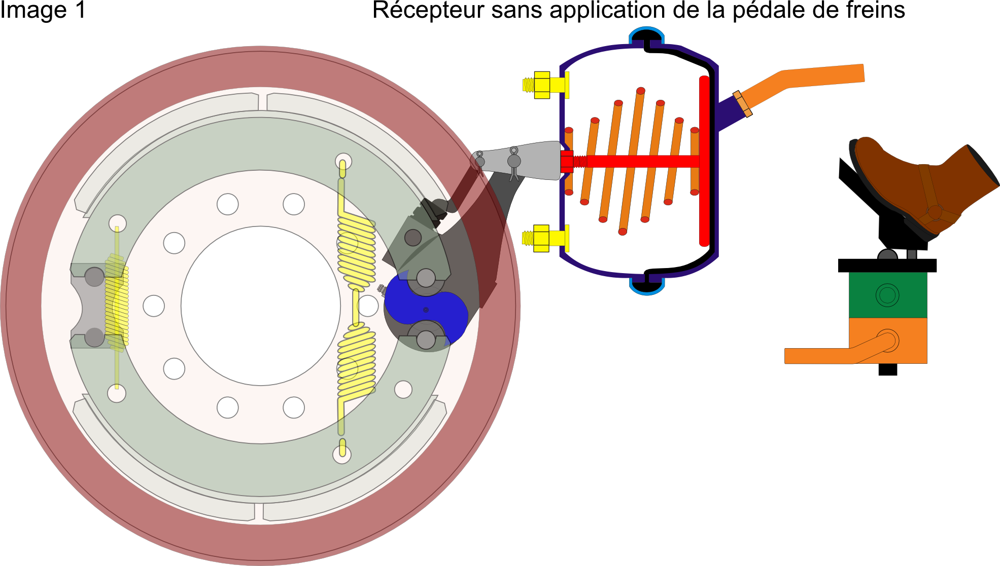 Image 1
Récepteur sans application de la pédale de freins